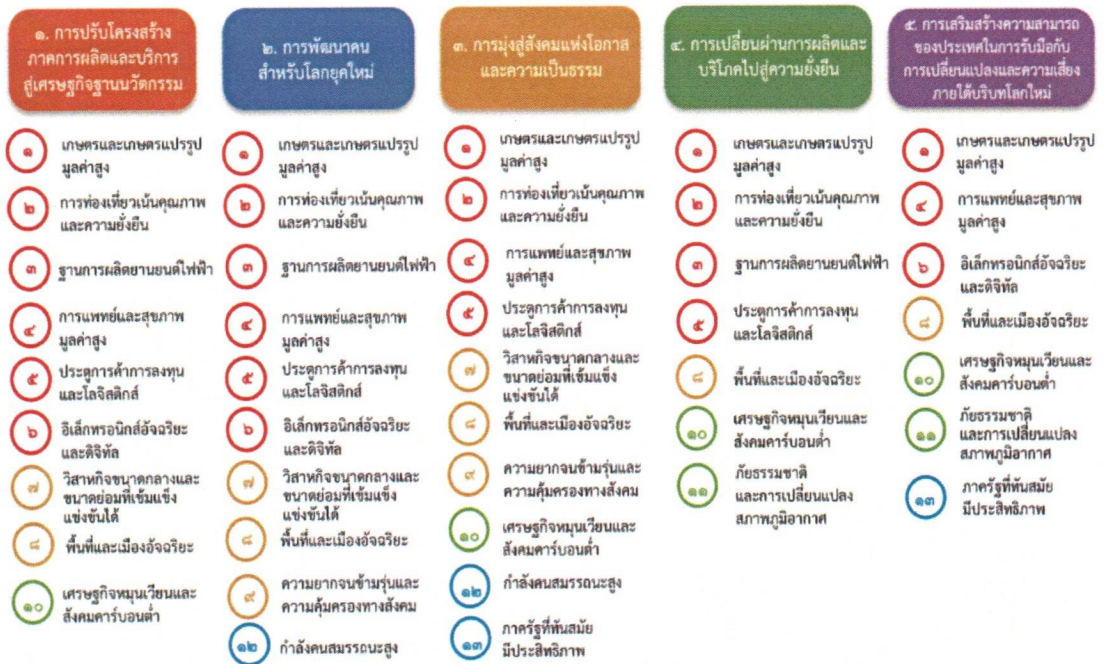 ๑. การปรับโครงสร้าง
ภาคการผลิตและบริการ
สู่เศรษฐกิจฐานนวัตกรรม
๑
เกษตรและเกษตรแปรรูป
มูลค่าสูง
๒
การท่องเที่ยวเน้นคุณภาพ
และความยั่งยืน
๓
ฐานการผลิตยานยนต์ไฟฟ้า
๔
การแพทย์และสุขภาพ
มูลค่าสูง
๕
ประตูการค้าการลงทุน
และโลจิสติกส์
๖
อิเล็กทรอนิกส์อัจฉริยะ
และดิจิทัล
๗
วิสาหกิจขนาดกลางและ
ขนาดย่อมที่เข้มแข็ง
แข่งขันได้
๘
พื้นที่และเมืองอัจฉริยะ
๑๐
เศรษฐกิจหมุนเวียนและ
สังคมคาร์บอนต่ำ
๒. การพัฒนาคน
สำหรับโลกยุคใหม่
๑
เกษตรและเกษตรแปรรูป
มูลค่าสูง
๒
การท่องเที่ยวเน้นคุณภาพ
และความยั่งยืน
๓
ฐานการผลิตยานยนต์ไฟฟ้า
๔
การแพทย์และสุขภาพ
มูลค่าสูง
๕
ประตูการค้าการลงทุน
และโลจิสติกส์
๖
อิเล็กทรอนิกส์อัจฉริยะ
และดิจิทัล
๗
วิสาหกิจขนาดกลางและ
ขนาดย่อมที่เข้มแข็ง
แข่งขันได้
๘
พื้นที่และเมืองอัจฉริยะ
๙
ความยากจนข้ามรุ่นและ
ความคุ้มครองทางสังคม
๑๒
กำลังคนสมรรถนะสูง
๓. การมุ่งสู่สังคมแห่งโอกาส
และความเป็นธรรม
๑
เกษตรและเกษตรแปรรูป
มูลค่าสูง
๒
การท่องเที่ยวเน้นคุณภาพ
และความยั่งยืน
๔
การแพทย์และสุขภาพ
มูลค่าสูง
๕
ประตูการค้าการลงทุน
และโลจิสติกส์
๗
วิสาหกิจขนาดกลางและ
ขนาดย่อมที่เข้มแข็ง
แข่งขันได้
๘
พื้นที่และเมืองอัจฉริยะ
๙
ความยากจนข้ามรุ่นและ
ความคุ้มครองทางสังคม
๑๐
เศรษฐกิจหมุนเวียนและ
สังคมคาร์บอนต่ำ
๑๒
กำลังคนสมรรถนะสูง
๑๓
ภาครัฐที่ทันสมัย
มีประสิทธิภาพ
๔. การเปลี่ยนผ่านการผลิตและ
บริโภคไปสู่ความยั่งยืน
๑
เกษตรและเกษตรแปรรูป
มูลค่าสูง
๒
การท่องเที่ยวเน้นคุณภาพ
และความยั่งยืน
๓
ฐานการผลิตยานยนต์ไฟฟ้า
๕
ประตูการค้าการลงทุน
และโลจิสติกส์
๘
พื้นที่และเมืองอัจฉริยะ
๑๐
เศรษฐกิจหมุนเวียนและ
สังคมคาร์บอนต่ำ
๑๑
ภัยธรรมชาติ
และการเปลี่ยนแปลง
สภาพภูมิอากาศ
๕. การเสริมสร้างความสามารถ
ของประเทศในการรับมือกับ
การเปลี่ยนแปลงและความเสี่ยง
ภายใต้บริบทโลกใหม่
๑
เกษตรและเกษตรแปรรูป
มูลค่าสูง
๔
การแพทย์และสุขภาพ
มูลค่าสูง
๖
อิเล็กทรอนิกส์อัจฉริยะ
และดิจิทัล
๘
พื้นที่และเมืองอัจฉริยะ
๑๐
เศรษฐกิจหมุนเวียนและ
สังคมคาร์บอนต่ำ
๑๑
ภัยธรรมชาติ
และการเปลี่ยนแปลง
สภาพภูมิอากาศ
๑๓
ภาครัฐที่ทันสมัย
มีประสิทธิภาพ